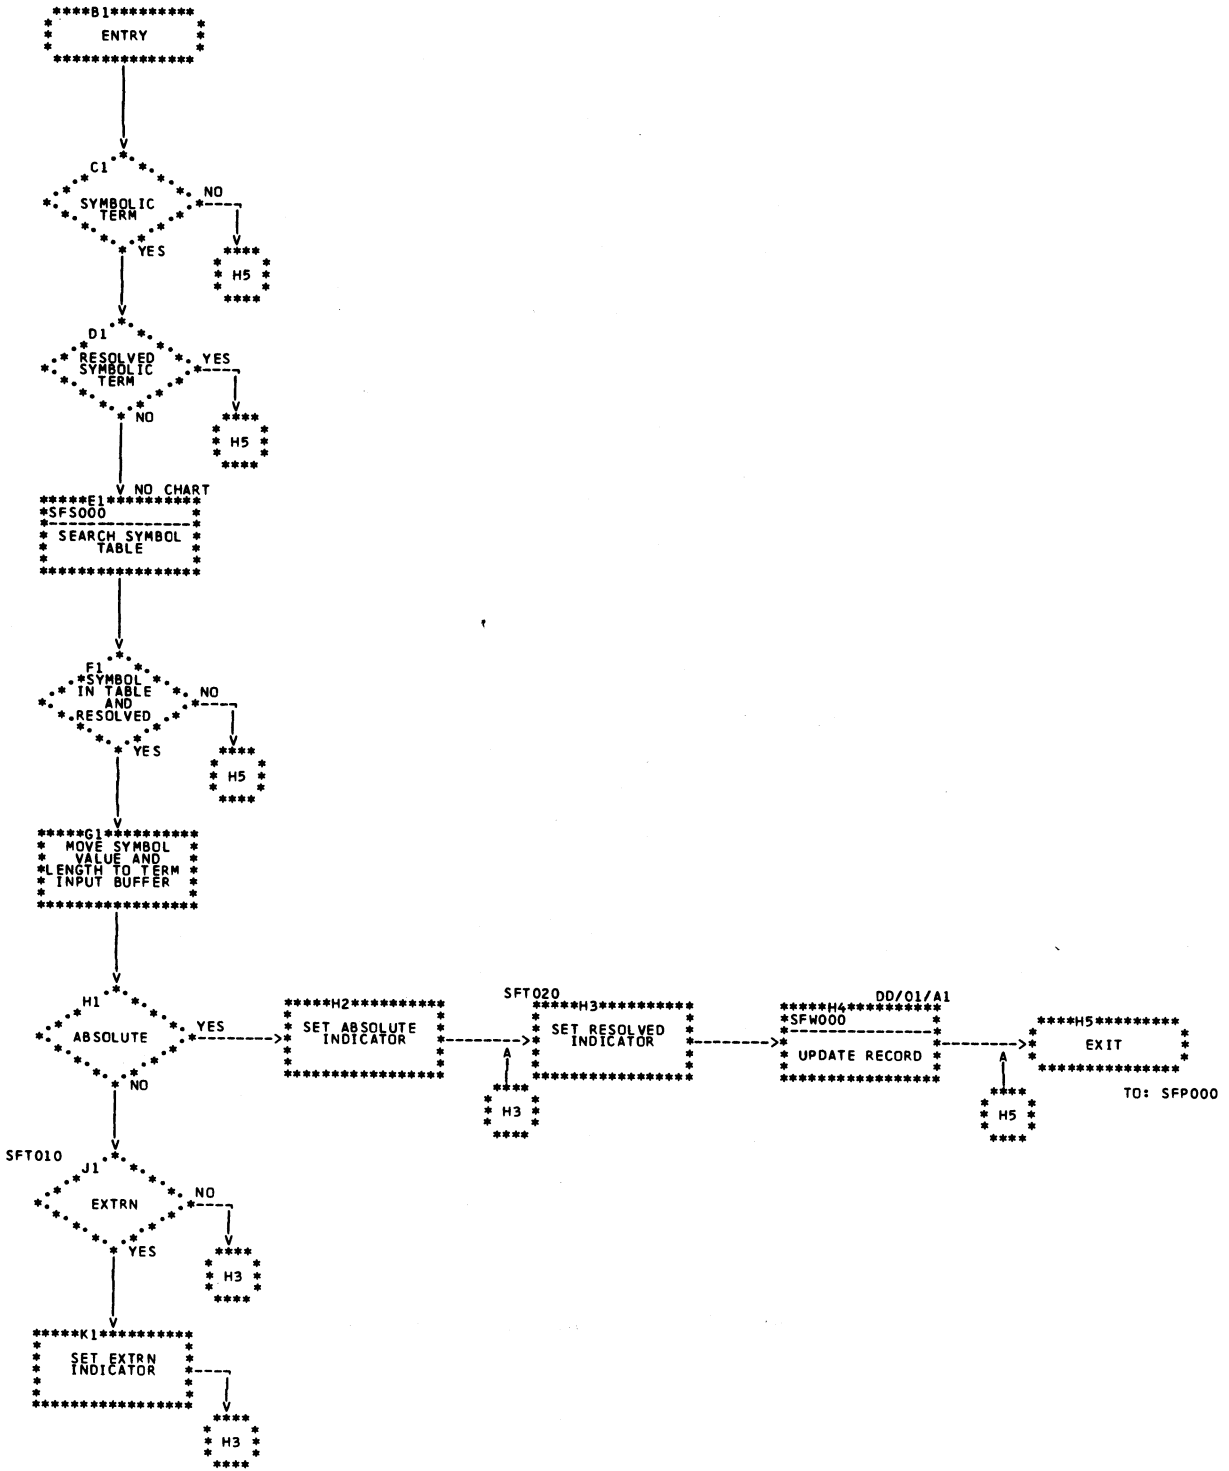 B1
ENTRY
C1
SYMBOLIC
TERM
NO
YES
H5
D1
RESOLVED
SYMBOLIC
TERM
YES
NO
H5
NO CHART
E1
SFS000
SEARCH SYMBOL
TABLE
F1
SYMBOL
IN TABLE
AND
RESOLVED
NO
YES
H5
G1
MOVE SYMBOL
VALUE AND
LENGTH TO TERM
INPUT BUFFER
H1
ABSOLUTE
YES
NO
H2
SET ABSOLUTE
INDICATOR
SFT020
H3
SET RESOLVED
INDICATOR
H3
DD/01/A1
H4
SFW000
UPDATE RECORD
H5
EXIT
TO: SFP000
H5
SFT010
J1
EXTRN
NO
YES
H3
K1
SET EXTRN
INDICATOR
H3